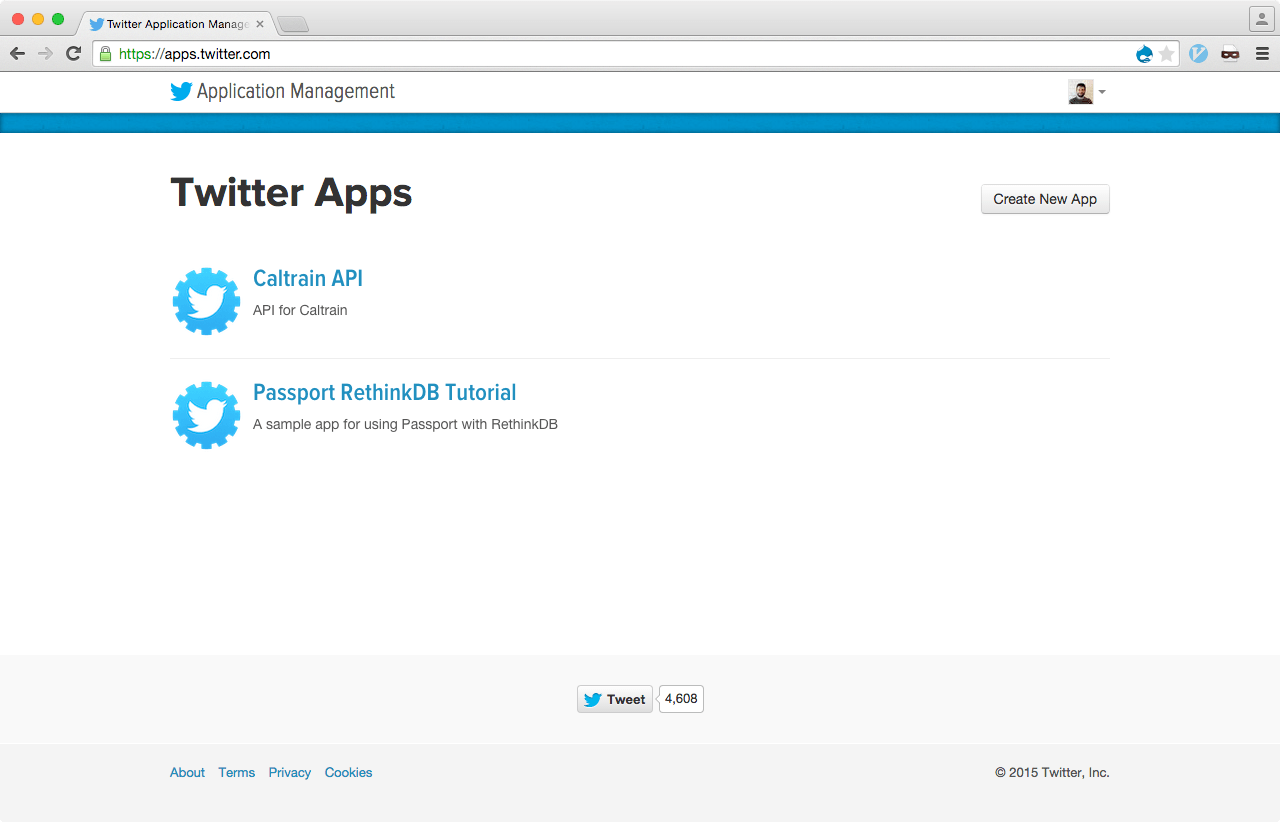 Twitter Application Manage
https://apps.twitter.com
Application Management
Twitter Apps
Create New App
Caltrain API
API for Caltrain
Passport RethinkDB Tutorial
A sample app for using Passport with RethinkDB
Tweet 4,608
About Terms Privacy Cookies © 2015 Twitter, Inc.